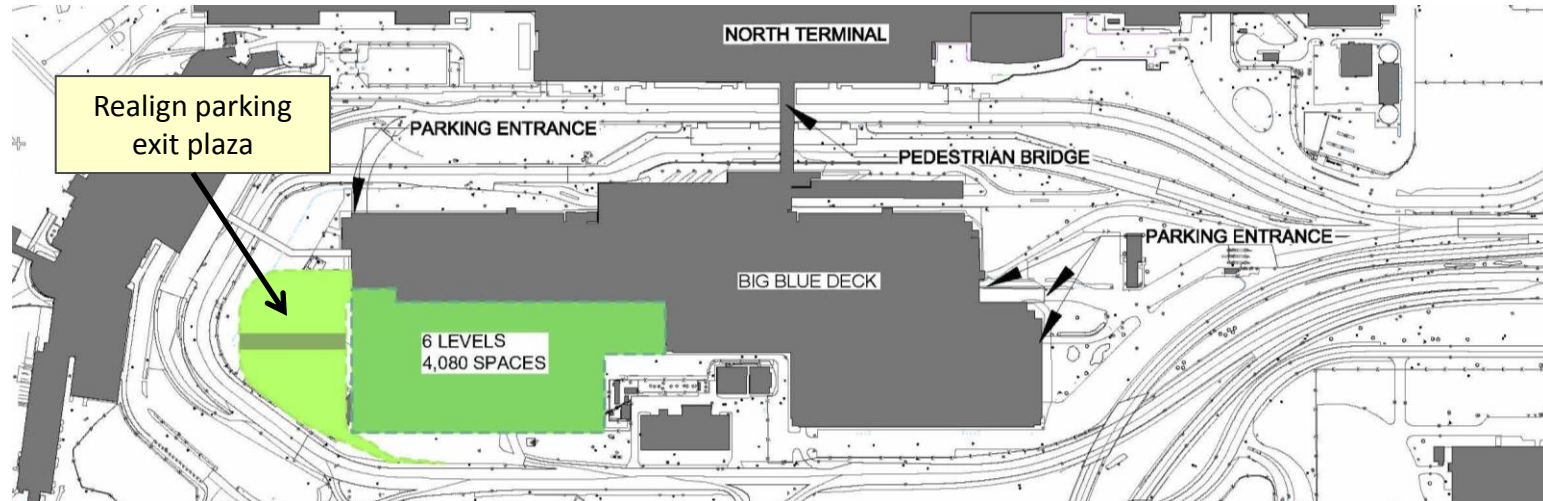 NORTH TERMINAL
Realign parking
exit plaza
PARKING ENTRANCE
PEDESTRIAN BRIDGE
PARKING ENTRANCE
BIG BLUE DECK
6 LEVELS
4,080 SPACES